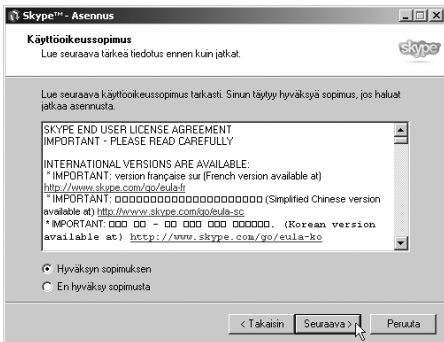 Skype™ - Asennus
Käyttöoikeussopimus
Lue seuraava tärkeä tiedotus ennen kuin jatkat.
skype
Lue seuraava käyttöoikeussopimus tarkasti. Sinun täytyy hyväksyä sopimus, jos haluat
jatkaa asennusta.
SKYPE END USER LICENSE AGREEMENT
IMPORTANT - PLEASE READ CAREFULLY
INTERNATIONAL VERSIONS ARE AVAILABLE:
* IMPORTANT: version française sur (French version available at)
http://www.skype.com/go/eula-fr
* IMPORTANT: □□□□□□□□□□□□□□□□□□□□ (Simplified Chinese version
available at) http://www.skype.com/go/eula-sc
* IMPORTANT: □□□ □□ - □□ □□□ □□□ □□□□□□. (Korean version
available at) http://www.skype.com/go/eula-ko
Hyväksyn sopimuksen
En hyväksy sopimusta
< Takaisin Seuraava > Peruuta